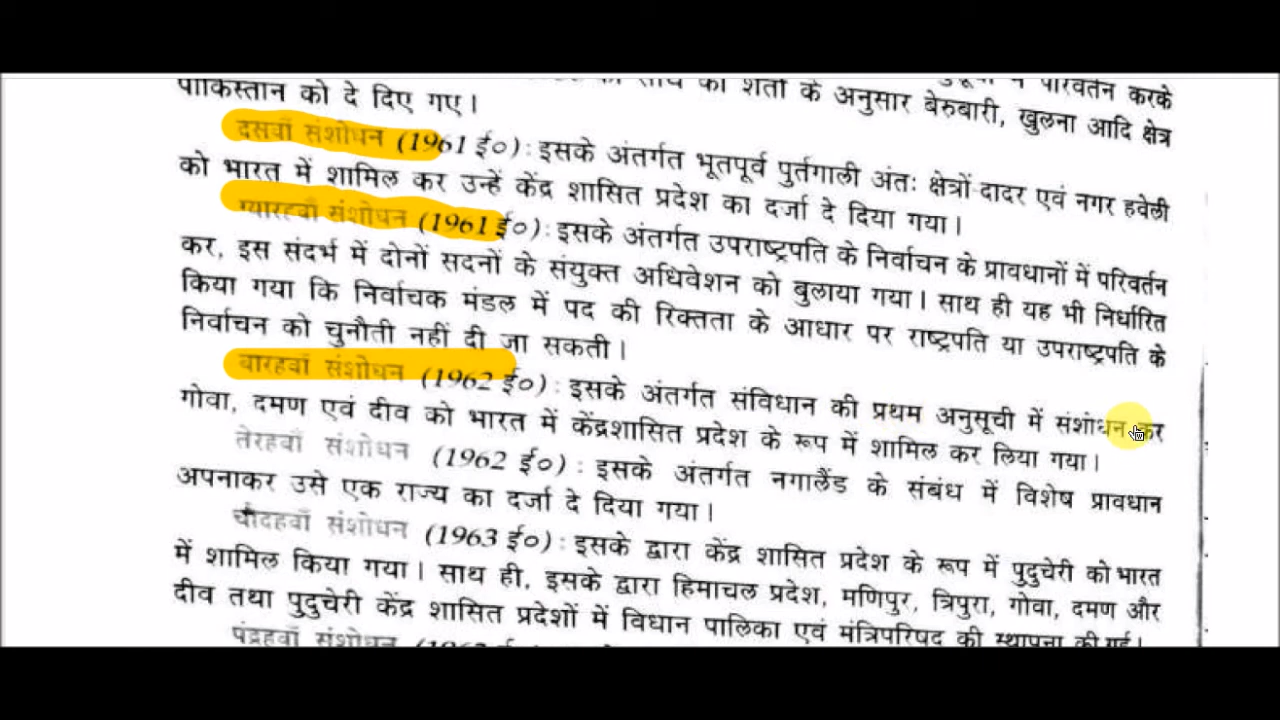 की शर्तों के अनुसार बेरुबारी, खुलना आदि क्षेत्र
पाकिस्तान को दे दिए गए।
दसवाँ संशोधन (1961 ई०) : इसके अंतर्गत भूतपूर्व पुर्तगाली अंतः क्षेत्रों दादर एवं नगर हवेली
को भारत में शामिल कर उन्हें केंद्र शासित प्रदेश का दर्जा दे दिया गया।
ग्यारहवाँ संशोधन (1961 ई०) : इसके अंतर्गत उपराष्ट्रपति के निर्वाचन के प्रावधानों में परिवर्तन
कर, इस संदर्भ में दोनों सदनों के संयुक्त अधिवेशन को बुलाया गया। साथ ही यह भी निर्धारित
किया गया कि निर्वाचक मंडल में पद की रिक्तता के आधार पर राष्ट्रपति या उपराष्ट्रपति के
निर्वाचन को चुनौती नहीं दी जा सकती।
बारहवाँ संशोधन (1962 ई०) : इसके अंतर्गत संविधान की प्रथम अनुसूची में संशोधन कर
गोवा, दमण एवं दीव को भारत में केंद्रशासित प्रदेश के रूप में शामिल कर लिया गया।
तेरहवाँ संशोधन (1962 ई०) : इसके अंतर्गत नगालैंड के संबंध में विशेष प्रावधान
अपनाकर उसे एक राज्य का दर्जा दे दिया गया।
चौदहवाँ संशोधन (1963 ई०) : इसके द्वारा केंद्र शासित प्रदेश के रूप में पुदुचेरी को भारत
में शामिल किया गया। साथ ही, इसके द्वारा हिमाचल प्रदेश, मणिपुर, त्रिपुरा, गोवा, दमण और
दीव तथा पुदुचेरी केंद्र शासित प्रदेशों में विधान पालिका एवं मंत्रिपरिषद की स्थापना की गई।
पंद्रहवाँ संशोधन